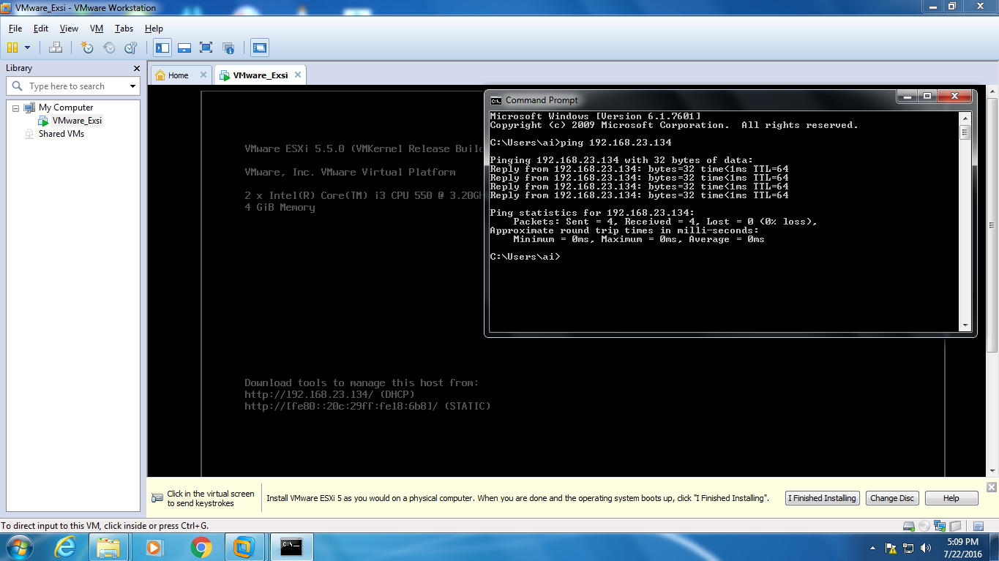 VMware_Exsi - VMware Workstation
File Edit View VM Tabs Help
Library
Type here to search
My Computer
VMware_Exsi
Shared VMs
Home
VMware_Exsi
VMware ESXi 5.5.0 (VMKernel Release Buil
VMware, Inc. VMware Virtual Platform
2 x Intel(R) Core(TM) i3 CPU 550 @ 3.20GH
4 GiB Memory
Download tools to manage this host from:
http://192.168.23.134/ (DHCP)
http://[fe80::20c:29ff:fe18:6b8]/ (STATIC)
Command Prompt
Microsoft Windows [Version 6.1.7601]
Copyright (c) 2009 Microsoft Corporation. All rights reserved.
C:\Users\ai>ping 192.168.23.134
Pinging 192.168.23.134 with 32 bytes of data:
Reply from 192.168.23.134: bytes=32 time<1ms TTL=64
Reply from 192.168.23.134: bytes=32 time<1ms TTL=64
Reply from 192.168.23.134: bytes=32 time<1ms TTL=64
Reply from 192.168.23.134: bytes=32 time<1ms TTL=64
Ping statistics for 192.168.23.134:
Packets: Sent = 4, Received = 4, Lost = 0 (0% loss),
Approximate round trip times in milli-seconds:
Minimum = 0ms, Maximum = 0ms, Average = 0ms
C:\Users\ai>
Click in the virtual screen
to send keystrokes
Install VMware ESXi 5 as you would on a physical computer. When you are done and the operating system boots up, click "I Finished Installing".
I Finished Installing
Change Disc
Help
To direct input to this VM, click inside or press Ctrl+G.
5:09 PM
7/22/2016